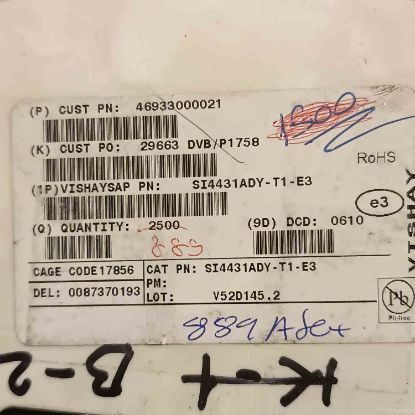 (P) CUST PN: 46933000021
1500
(K) CUST PO: 29663 DVB/P1758
RoHS
(1P)VISHAYSAP PN: SI4431ADY-T1-E3
e3
(Q) QUANTITY: 2500
(9D) DCD: 0610
889
VISHAY
CAGE CODE17856
CAT PN: SI4431ADY-T1-E3
PM:
DEL: 0087370193
LOT: V52D145.2
Pb
Pb-free
K-t
B-2